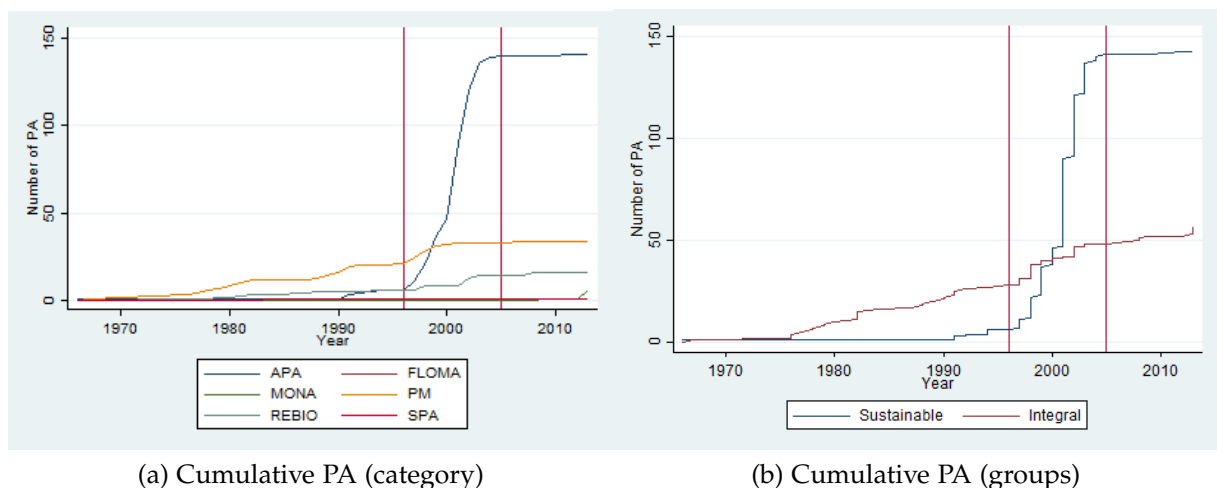 Number of PA
150
100
50
0
1970
1980
1990
2000
2010
Year
APA
FLOMA
MONA
PM
REBIO
SPA
(a) Cumulative PA (category)
Number of PA
150
100
50
0
1970
1980
1990
2000
2010
Year
Sustainable
Integral
(b) Cumulative PA (groups)